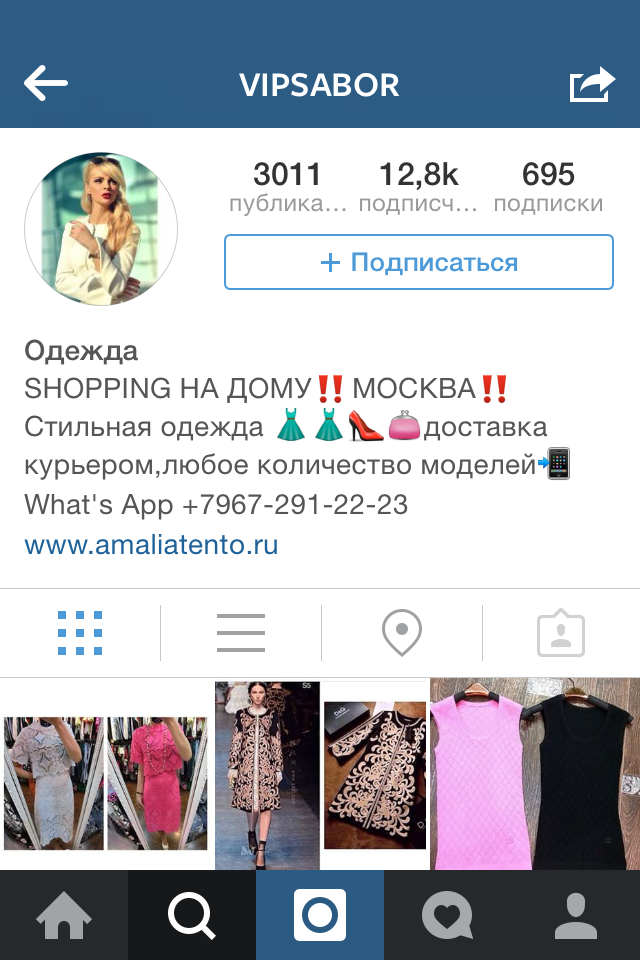 VIPSABOR
3011 12,8k 695
публика... подписч... подписки
+ Подписаться
Одежда
SHOPPING НА ДОМУ‼️ МОСКВА‼️
Стильная одежда 👗👗👠👛доставка
курьером,любое количество моделей📲
What's App +7967-291-22-23
www.amaliatento.ru
S5
D&G